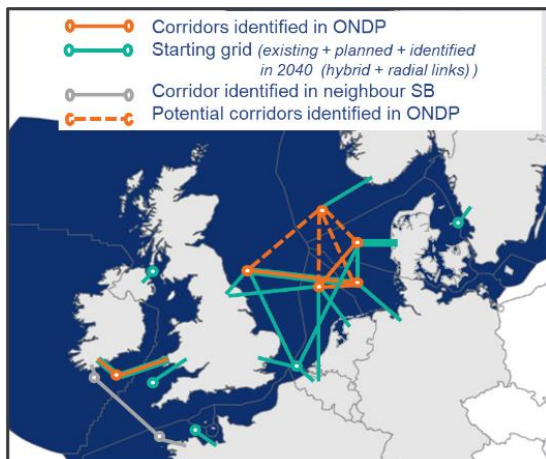 Corridors identified in ONDP
Starting grid (existing + planned + identified
in 2040 (hybrid + radial links) )
Corridor identified in neighbour SB
Potential corridors identified in ONDP